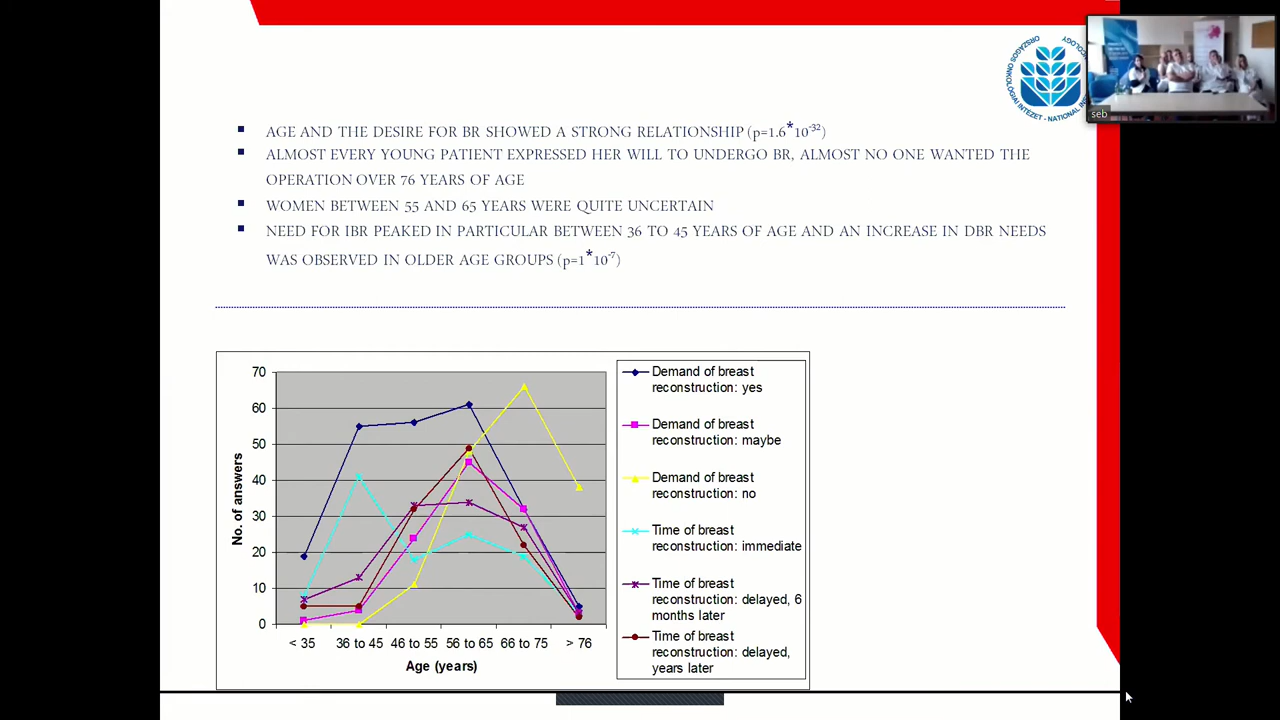 AGE AND THE DESIRE FOR BR SHOWED A STRONG RELATIONSHIP (p=1.6*10-32)
ALMOST EVERY YOUNG PATIENT EXPRESSED HER WILL TO UNDERGO BR, ALMOST NO ONE WANTED THE
OPERATION OVER 76 YEARS OF AGE
WOMEN BETWEEN 55 AND 65 YEARS WERE QUITE UNCERTAIN
NEED FOR IBR PEAKED IN PARTICULAR BETWEEN 36 TO 45 YEARS OF AGE AND AN INCREASE IN DBR NEEDS
WAS OBSERVED IN OLDER AGE GROUPS (p=1*10-7)
ORSZÁGOS ONKOLÓGIAI INTÉZET - NATIONAL
seb
70
60
50
40
30
20
10
0
No. of answers
< 35 36 to 45 46 to 55 56 to 65 66 to 75 > 76
Age (years)
Demand of breast
reconstruction: yes
Demand of breast
reconstruction: maybe
Demand of breast
reconstruction: no
Time of breast
reconstruction: immediate
Time of breast
reconstruction: delayed, 6
months later
Time of breast
reconstruction: delayed,
years later